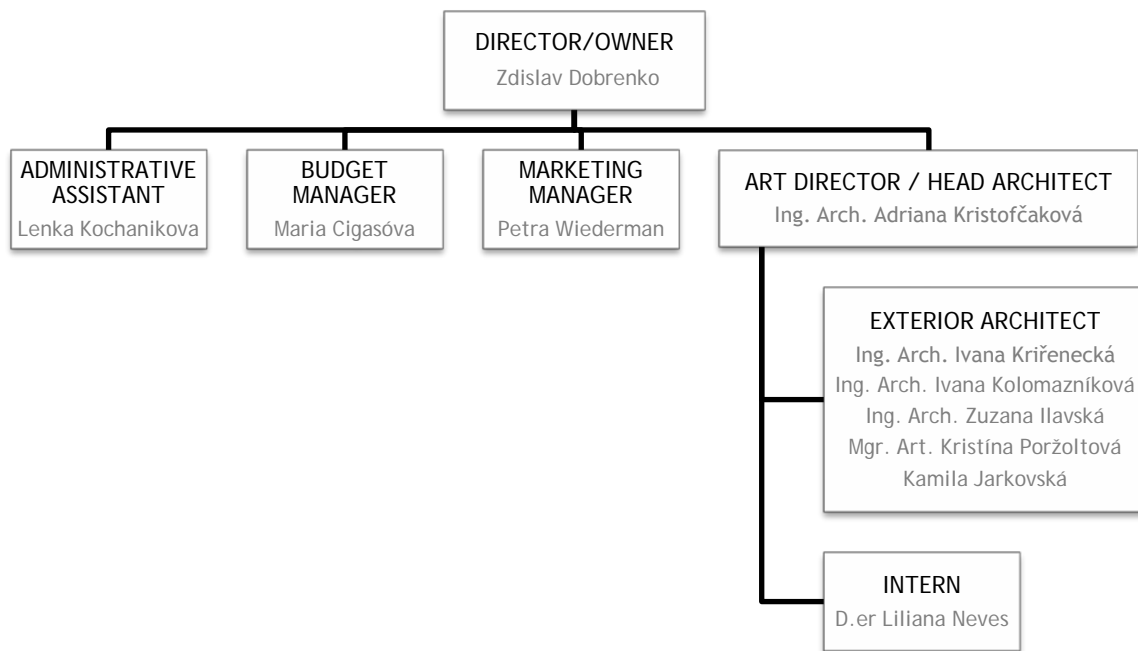 DIRECTOR/OWNER
Zdislav Dobrenko
ADMINISTRATIVE
ASSISTANT
Lenka Kochanikova
BUDGET
MANAGER
Maria Cigasóva
MARKETING
MANAGER
Petra Wiederman
ART DIRECTOR / HEAD ARCHITECT
Ing. Arch. Adriana Kristofčaková
EXTERIOR ARCHITECT
Ing. Arch. Ivana Kriřenecká
Ing. Arch. Ivana Kolomazníková
Ing. Arch. Zuzana Ilavská
Mgr. Art. Kristína Poržoltová
Kamila Jarkovská
INTERN
D.er Liliana Neves